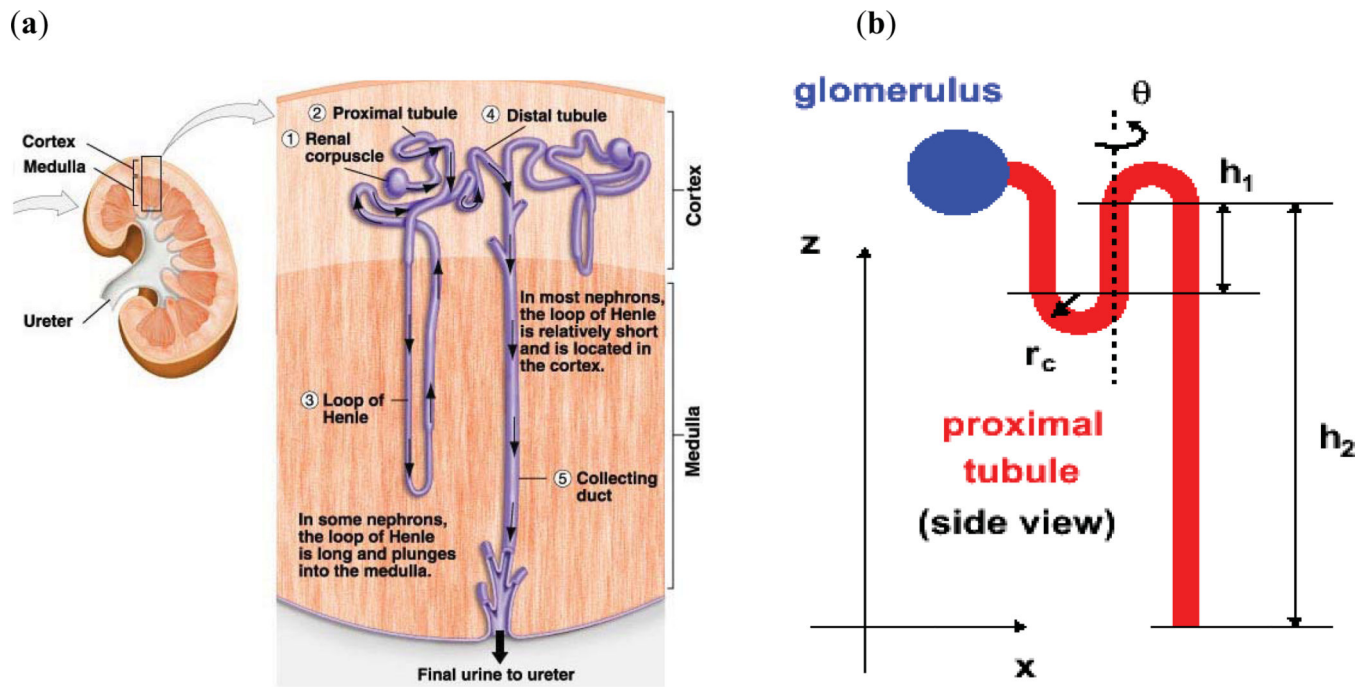 (a)
Cortex
Medulla
Ureter
② Proximal tubule
① Renal
corpuscle
④ Distal tubule
Cortex
In most nephrons,
the loop of Henle
is relatively short
and is located in
the cortex.
③ Loop of
Henle
Medulla
⑤ Collecting
duct
In some nephrons,
the loop of Henle
is long and plunges
into the medulla.
Final urine to ureter
(b)
glomerulus
θ
h1
z
rc
h2
proximal
tubule
(side view)
x